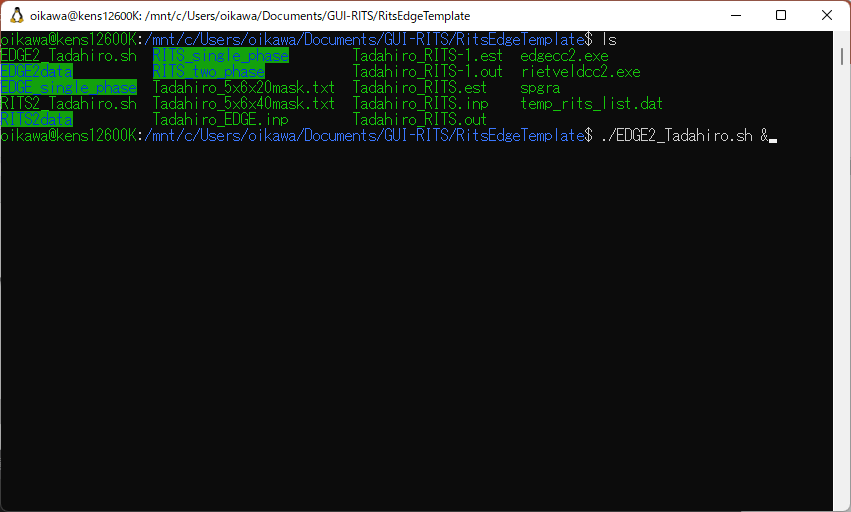 oikawa@kens12600K: /mnt/c/Users/oikawa/Documents/GUI-RITS/RitsEdgeTemplate
oikawa@kens12600K:/mnt/c/Users/oikawa/Documents/GUI-RITS/RitsEdgeTemplate$ ls
EDGE2_Tadahiro.sh RITS_single_phase Tadahiro_RITS-1.est edgecc2.exe
EDGE2data RITS_two_phase Tadahiro_RITS-1.out rietveldcc2.exe
EDGE_single_phase Tadahiro_5x6x20mask.txt Tadahiro_RITS.est spgra
RITS2_Tadahiro.sh Tadahiro_5x6x40mask.txt Tadahiro_RITS.inp temp_rits_list.dat
RITS2data Tadahiro_EDGE.inp Tadahiro_RITS.out
oikawa@kens12600K:/mnt/c/Users/oikawa/Documents/GUI-RITS/RitsEdgeTemplate$ ./EDGE2_Tadahiro.sh &